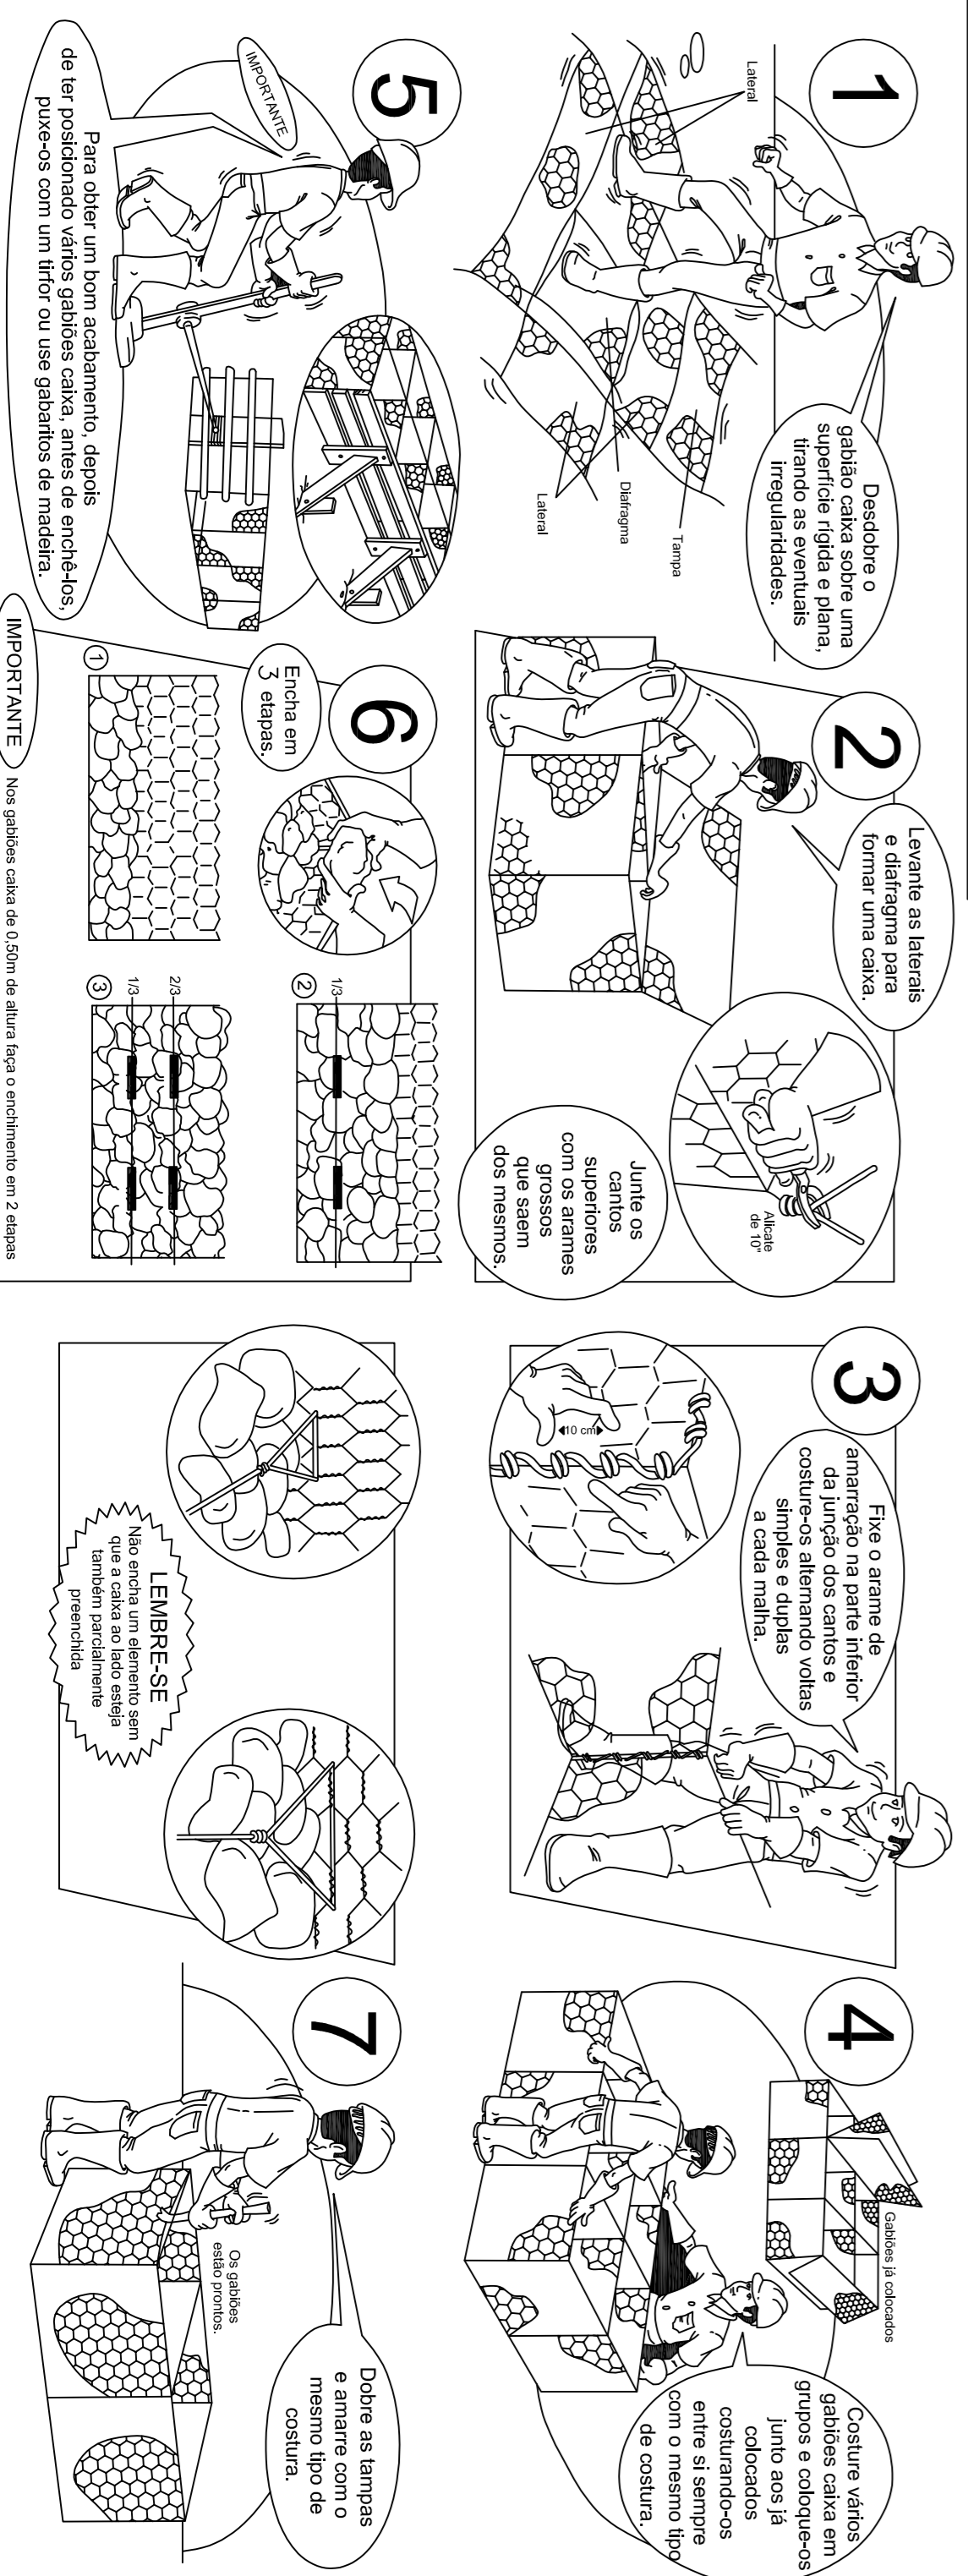 1
Desdobre o
gabião caixa sobre uma
superfície rígida e plana,
tirando as eventuais
irregularidades.
Lateral
Tampa
Diafragma
Lateral
2
Levante as laterais
e diafragma para
formar uma caixa.
Alicate
de 10"
Junte os
cantos
superiores
com os arames
grossos
que saem
dos mesmos.
3
Fixe o arame de
amarração na parte inferior
da junção dos cantos e
costure-os alternando voltas
simples e duplas
a cada malha.
10 cm
4
Gabiões já colocados
Costure vários
gabiões caixa em
grupos e coloque-os
junto aos já
colocados
costurando-os
entre si sempre
com o mesmo tipo
de costura.
5
IMPORTANTE
Para obter um bom acabamento, depois
de ter posicionado vários gabiões caixa, antes de enchê-los,
puxe-os com um tirfor ou use gabaritos de madeira.
6
Encha em
3 etapas.
1
2
1/3
3
2/3
1/3
IMPORTANTE
Nos gabiões caixa de 0,50m de altura faça o enchimento em 2 etapas
LEMBRE-SE
Não encha um elemento sem
que a caixa ao lado esteja
também parcialmente
preenchida
7
Os gabiões
estão prontos.
Dobre as tampas
e amarre com o
mesmo tipo de
costura.